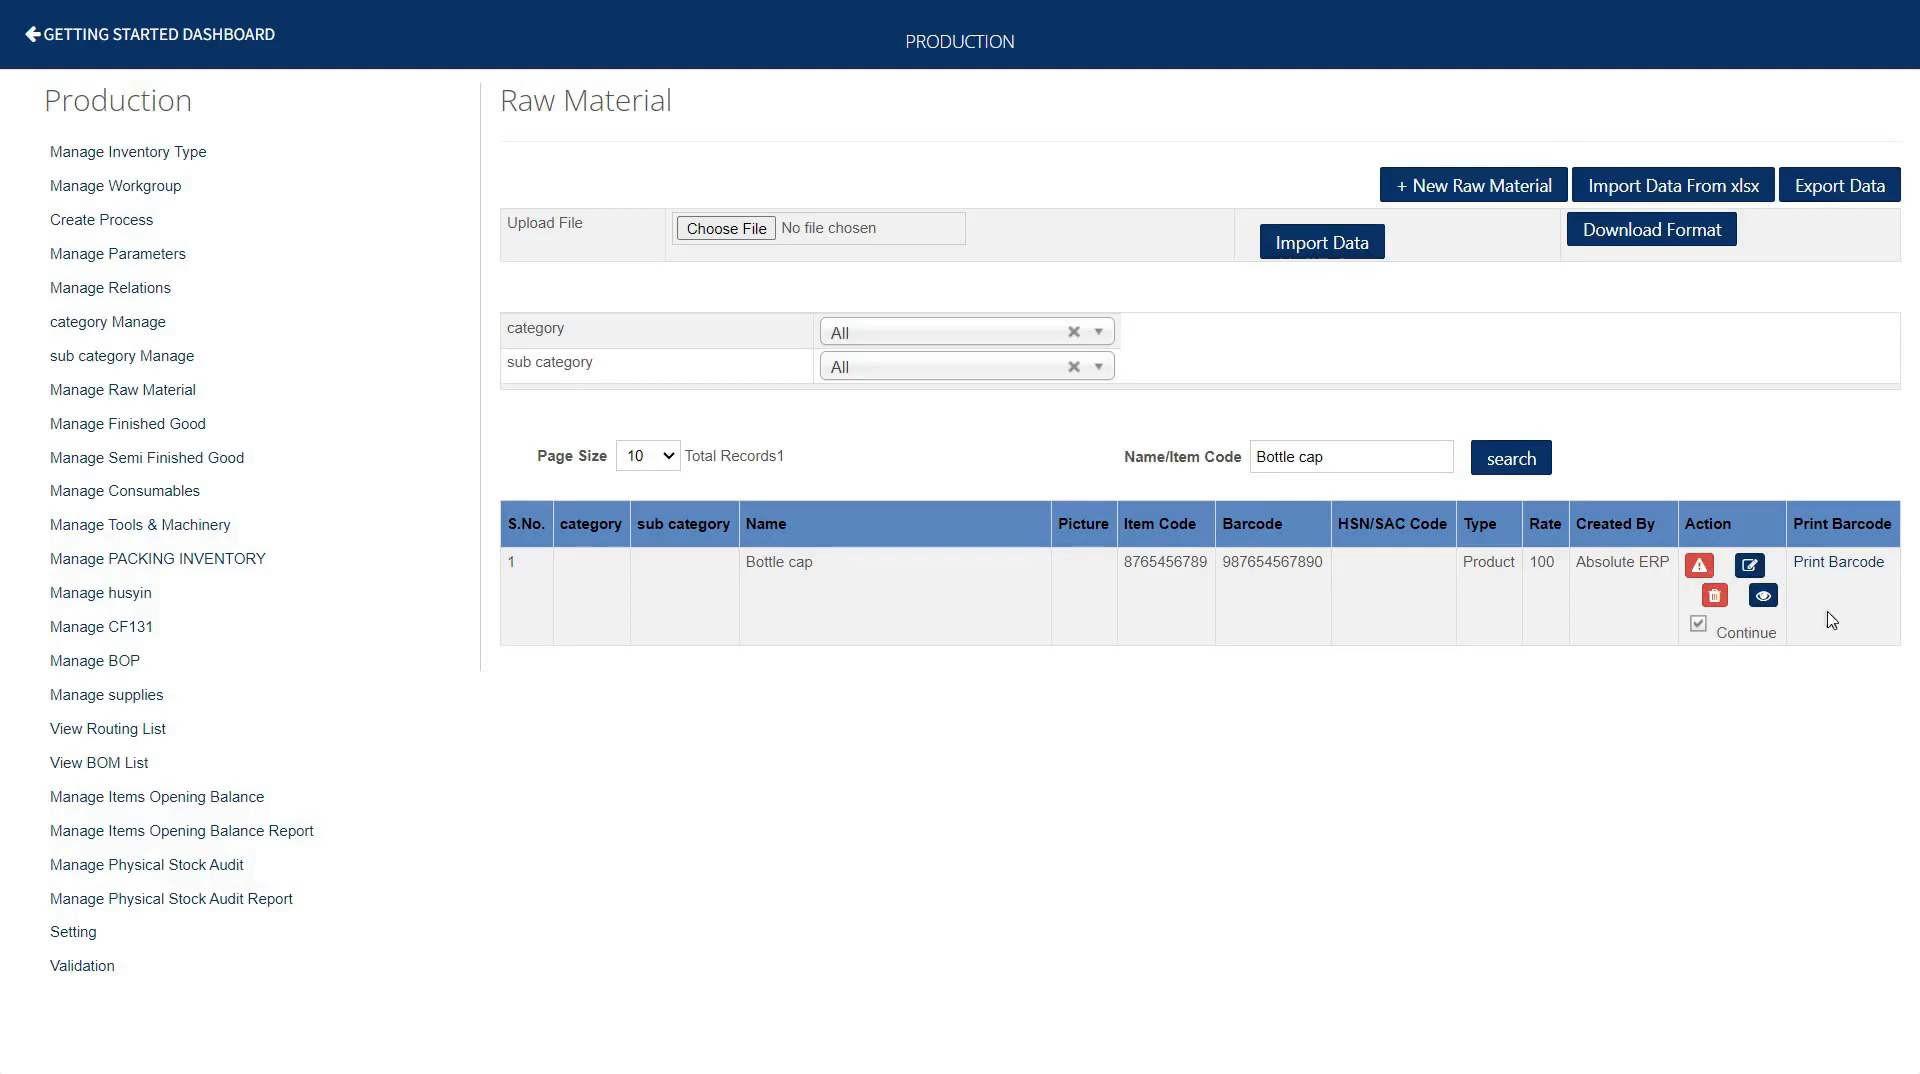 GETTING STARTED DASHBOARD
PRODUCTION
Production
Manage Inventory Type
Manage Workgroup
Create Process
Manage Parameters
Manage Relations
category Manage
sub category Manage
Manage Raw Material
Manage Finished Good
Manage Semi Finished Good
Manage Consumables
Manage Tools & Machinery
Manage PACKING INVENTORY
Manage husyin
Manage CF131
Manage BOP
Manage supplies
View Routing List
View BOM List
Manage Items Opening Balance
Manage Items Opening Balance Report
Manage Physical Stock Audit
Manage Physical Stock Audit Report
Setting
Validation
Raw Material
+ New Raw Material Import Data From xlsx Export Data
Upload File Choose File No file chosen Import Data Download Format
category All
sub category All
Page Size 10 Total Records1 Name/Item Code Bottle cap search
S.No. category sub category Name Picture Item Code Barcode HSN/SAC Code Type Rate Created By Action Print Barcode
1 Bottle cap 8765456789 987654567890 Product 100 Absolute ERP Print Barcode
Continue